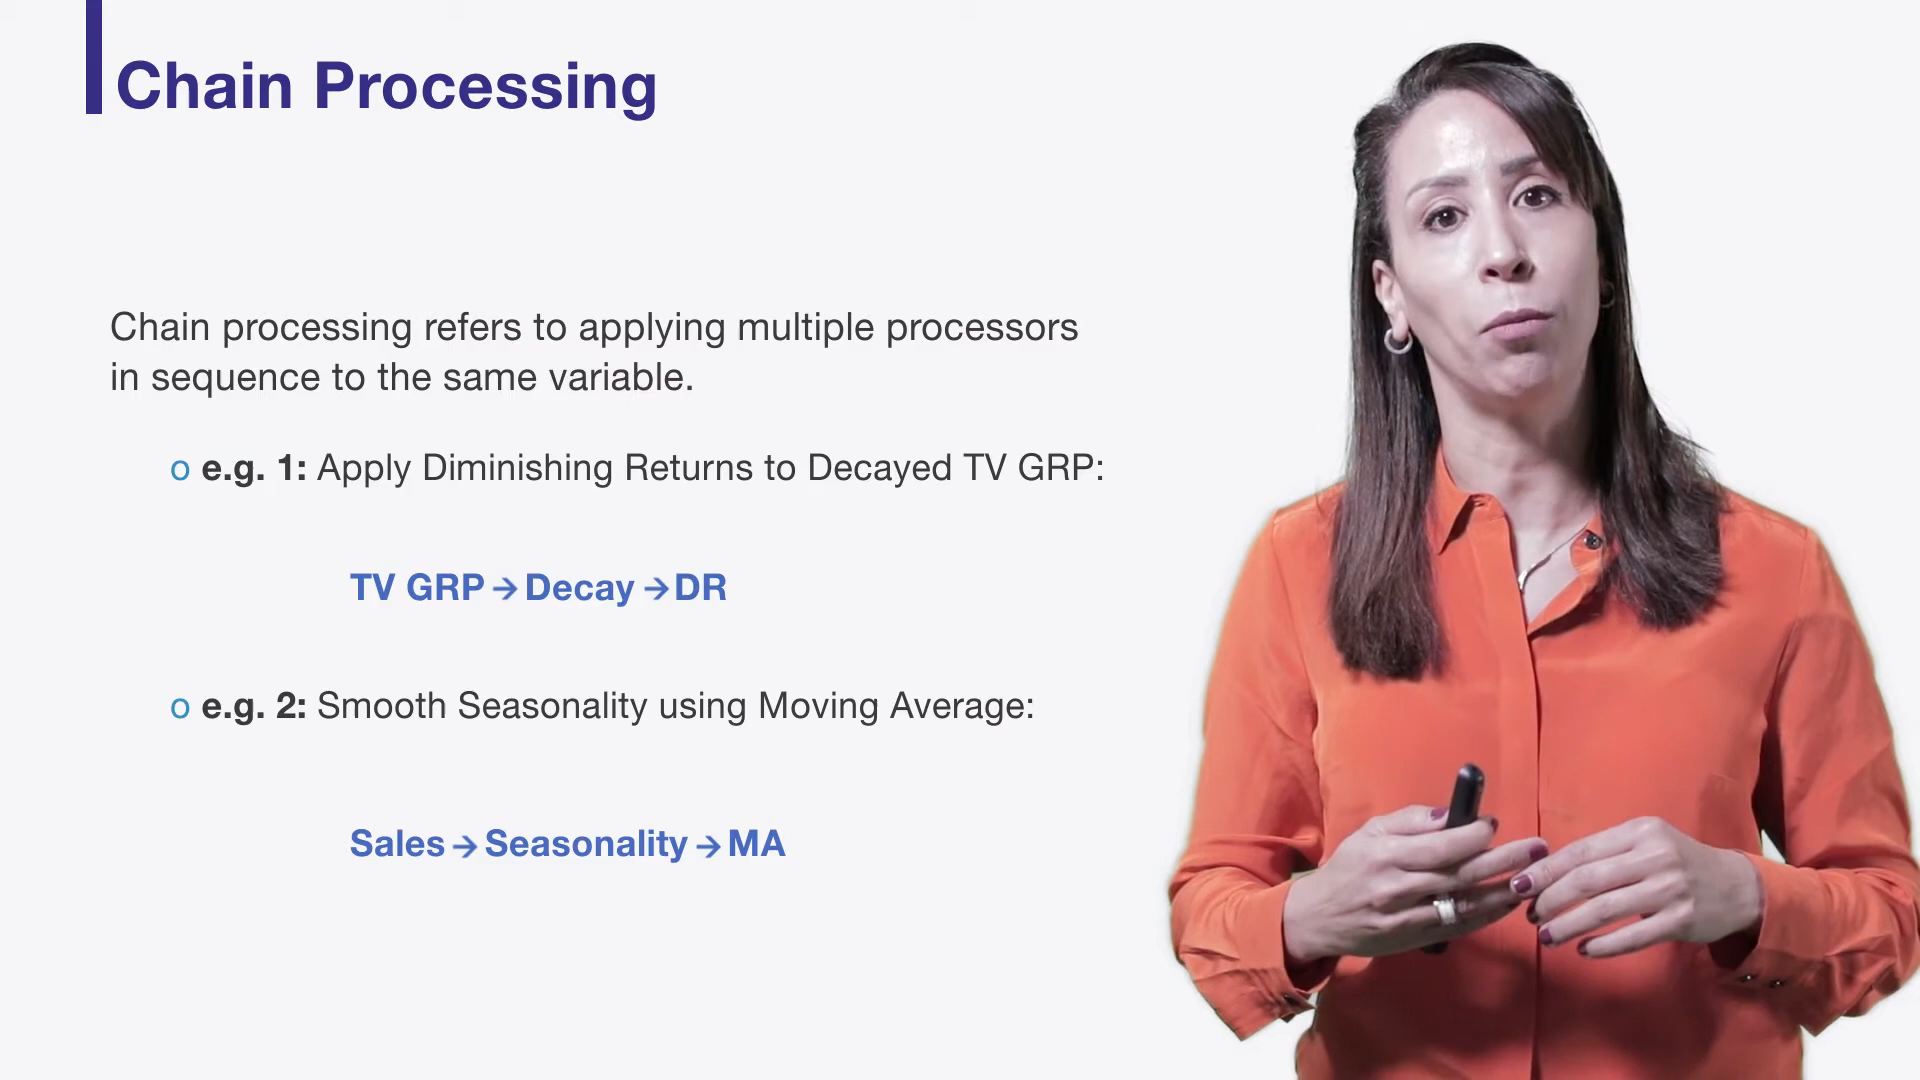 Chain Processing
Chain processing refers to applying multiple processors
in sequence to the same variable.
o e.g. 1: Apply Diminishing Returns to Decayed TV GRP:
TV GRP → Decay → DR
o e.g. 2: Smooth Seasonality using Moving Average:
Sales → Seasonality → MA